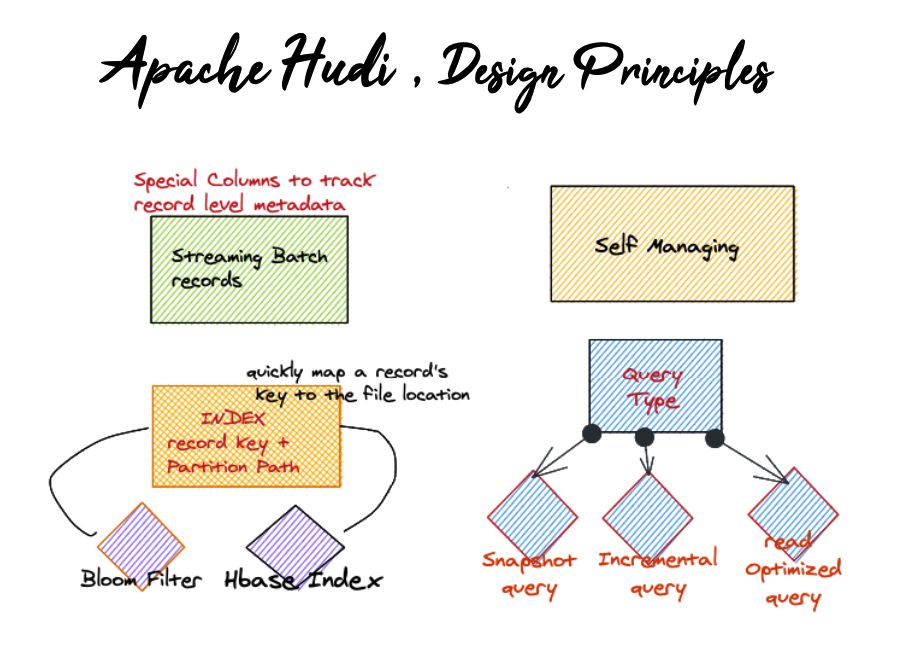 Apache Hudi , Design Principles
Special Columns to track
record level metadata
Streaming Batch
records
Self Managing
quickly map a record's
key to the file location
INDEX
record key +
Partition Path
Bloom Filter
Hbase Index
Query
Type
Snapshot
query
Incremental
query
read
Optimized
query